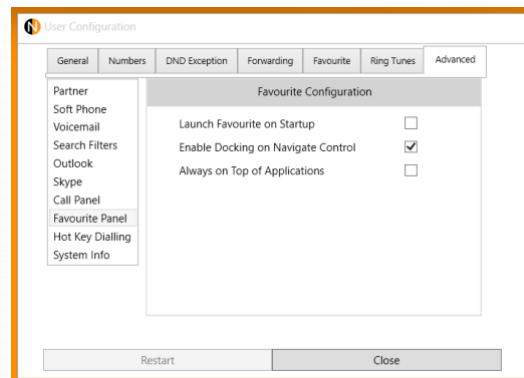 User Configuration
General Numbers DND Exception Forwarding Favourite Ring Tunes Advanced
Partner
Soft Phone
Voicemail
Search Filters
Outlook
Skype
Call Panel
Favourite Panel
Hot Key Dialling
System Info
Favourite Configuration
Launch Favourite on Startup
Enable Docking on Navigate Control
Always on Top of Applications
Restart Close